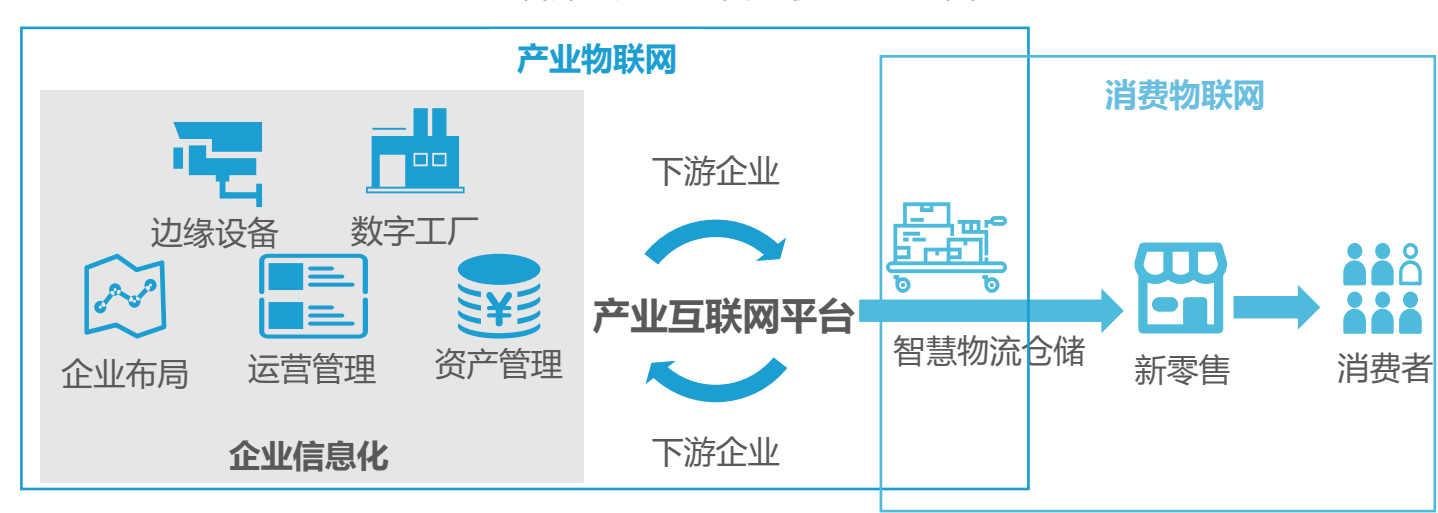 产业物联网
消费物联网
下游企业
边缘设备
数字工厂
产业互联网平台
智慧物流仓储
企业布局
运营管理
资产管理
新零售
消费者
企业信息化
下游企业